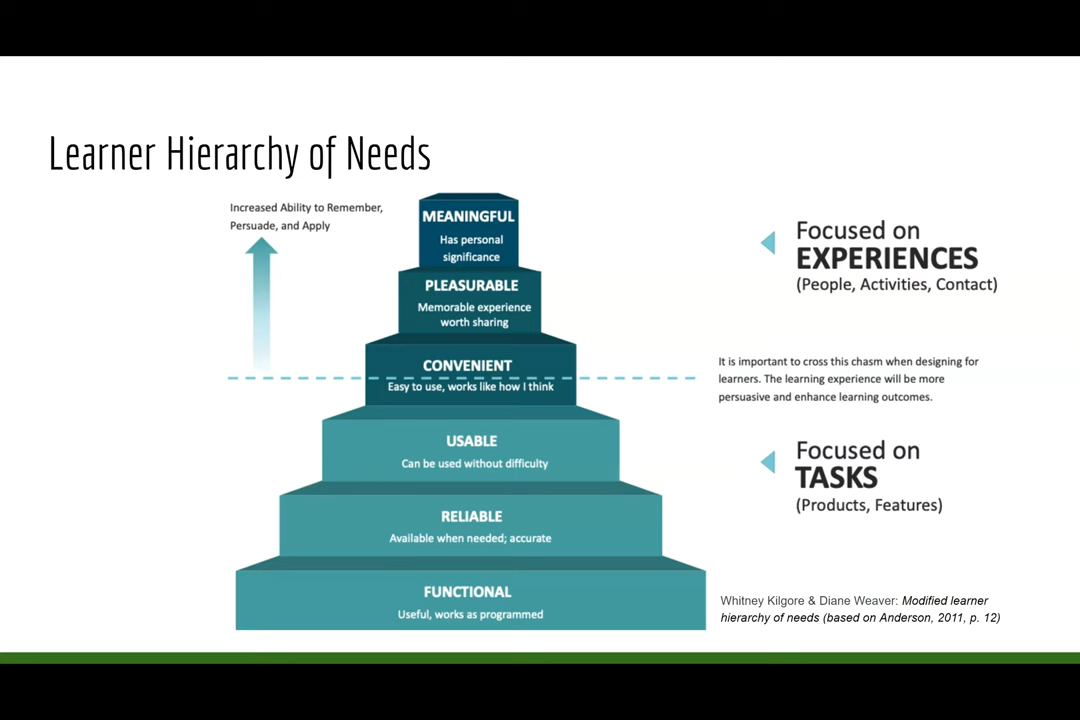 Learner Hierarchy of Needs
Increased Ability to Remember,
Persuade, and Apply
MEANINGFUL
Has personal
significance
PLEASURABLE
Memorable experience
worth sharing
CONVENIENT
Easy to use, works like how I think
USABLE
Can be used without difficulty
RELIABLE
Available when needed; accurate
FUNCTIONAL
Useful, works as programmed
Focused on
EXPERIENCES
(People, Activities, Contact)
It is important to cross this chasm when designing for
learners. The learning experience will be more
persuasive and enhance learning outcomes.
Focused on
TASKS
(Products, Features)
Whitney Kilgore & Diane Weaver: Modified learner
hierarchy of needs (based on Anderson, 2011, p. 12)